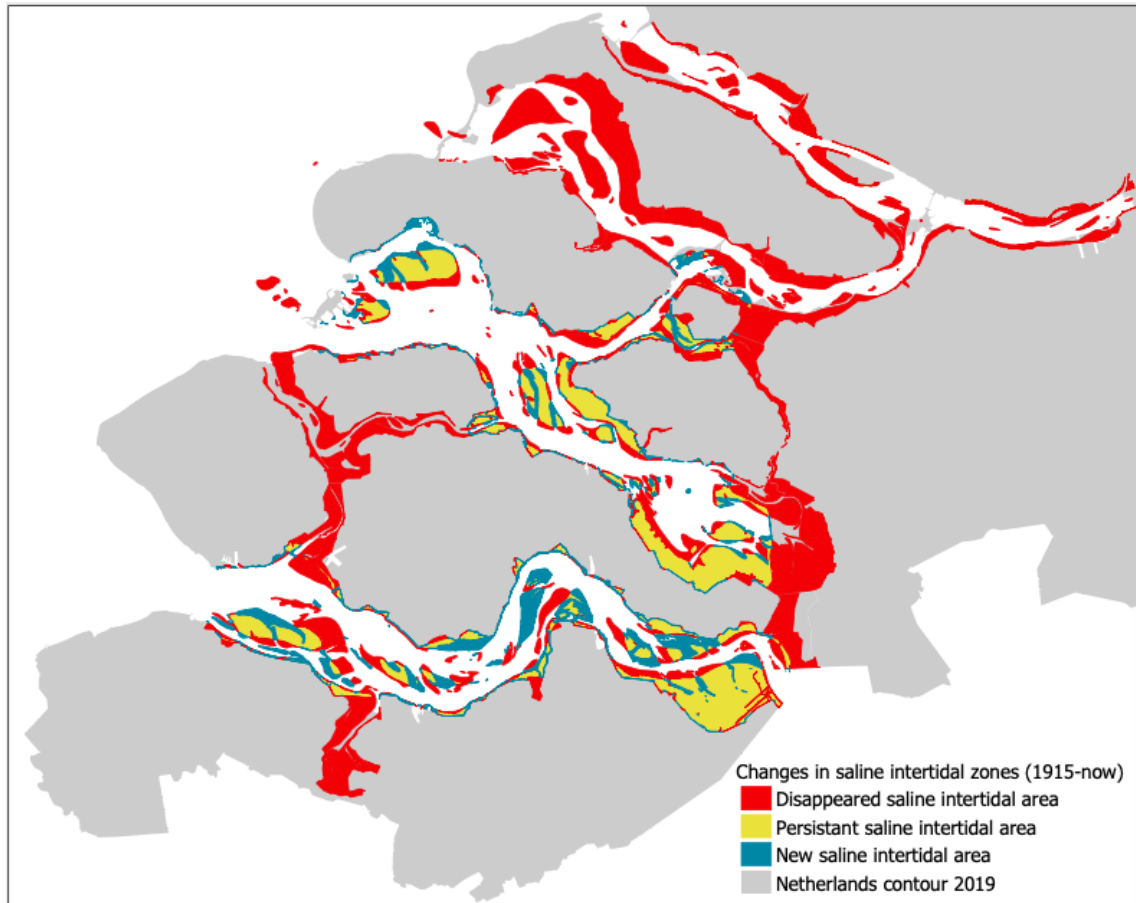 Changes in saline intertidal zones (1915-now)
Disappeared saline intertidal area
Persistant saline intertidal area
New saline intertidal area
Netherlands contour 2019